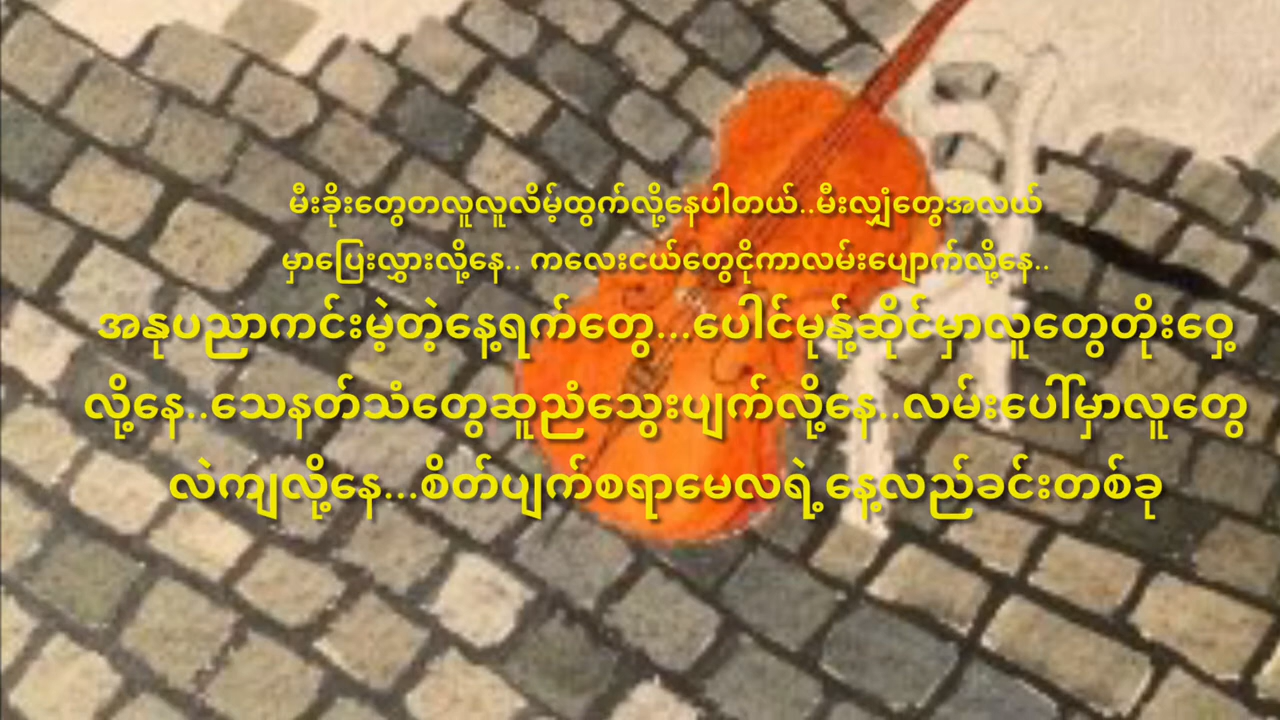 မီးခိုးတွေတလူလူလိမ့်ထွက်လို့နေပါတယ်..မီးလျှံတွေအလယ်
မှာပြေးလွှားလို့နေ.. ကလေးငယ်တွေငိုကာလမ်းပျောက်လို့နေ..
အနုပညာကင်းမဲ့တဲ့နေ့ရက်တွေ...ပေါင်မုန့်ဆိုင်မှာလူတွေတိုးဝှေ့
လို့နေ..သေနတ်သံတွေဆူညံသွေးပျက်လို့နေ..လမ်းပေါ်မှာလူတွေ
လဲကျလို့နေ...စိတ်ပျက်စရာမေလရဲ့နေ့လည်ခင်းတစ်ခု